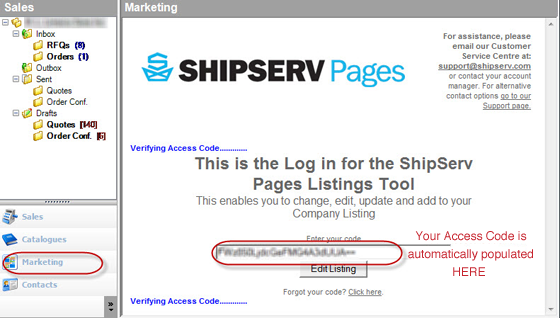 Sales
Inbox
RFQs (8)
Orders (1)
Outbox
Sent
Quotes
Order Conf.
Drafts
Quotes [140]
Order Conf.
Sales
Catalogues
Marketing
Contacts
Marketing
SHIPSERV Pages
For assistance, please
email our Customer
Service Centre at:
support@shipserv.com
or contact your account
manager. For alternative
contact options go to our
Support page.
Verifying Access Code.............
This is the Log in for the ShipServ
Pages Listings Tool
This enables you to change, edit, update and add to your
Company Listing
Enter your code
Edit Listing
Forgot your code? Click here.
Verifying Access Code.............
Your Access Code is
automatically populated
HERE